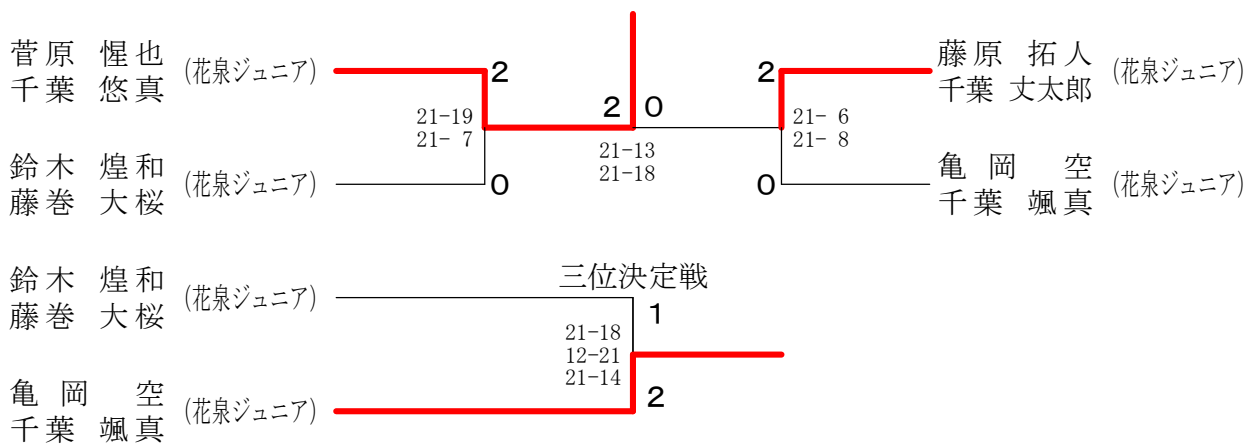 菅原 惺也
千葉 悠真
(花泉ジュニア)
2
21-19
21- 7
鈴木 煌和
藤巻 大桜
(花泉ジュニア)
0
2 0
21-13
21-18
2
21- 6
21- 8
0
藤原 拓人
千葉 丈太郎
(花泉ジュニア)
亀岡 空
千葉 颯真
(花泉ジュニア)
鈴木 煌和
藤巻 大桜
(花泉ジュニア)
三位決定戦
1
21-18
12-21
21-14
2
亀岡 空
千葉 颯真
(花泉ジュニア)